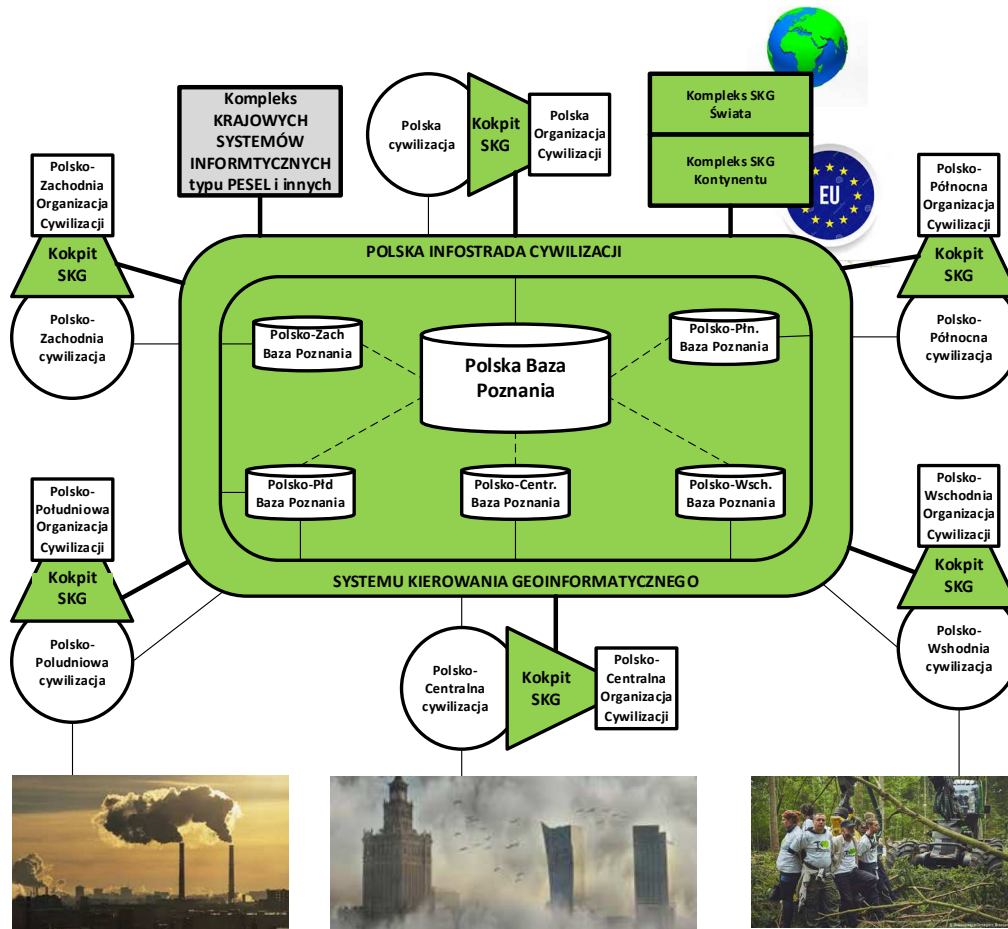 Kompleks
KRAJOWYCH
SYSTEMÓW
INFORMTYCZNYCH
typu PESEL i innych
Polska
cywilizacja
Kokpit
SKG
Polska
Organizacja
Cywilizacji
Kompleks SKG
Świata
Kompleks SKG
Kontynentu
EU
Polsko-
Zachodnia
Organizacja
Cywilizacji
Kokpit
SKG
Polsko-
Zachodnia
cywilizacja
Polsko-
Północna
Organizacja
Cywilizacji
Kokpit
SKG
Polsko-
Północna
cywilizacja
POLSKA INFOSTRADA CYWILIZACJI
Polsko-Zach
Baza Poznania
Polska Baza
Poznania
Polsko-Płn.
Baza Poznania
Polsko-Płd
Baza Poznania
Polsko-Centr.
Baza Poznania
Polsko-Wsch.
Baza Poznania
SYSTEMU KIEROWANIA GEOINFORMATYCZNEGO
Polsko-
Południowa
Organizacja
Cywilizacji
Kokpit
SKG
Polsko-
Poludniowa
cywilizacja
Polsko-
Centralna
cywilizacja
Kokpit
SKG
Polsko-
Centralna
Organizacja
Cywilizacji
Polsko-
Wschodnia
Organizacja
Cywilizacji
Kokpit
SKG
Polsko-
Wshodnia
cywilizacja